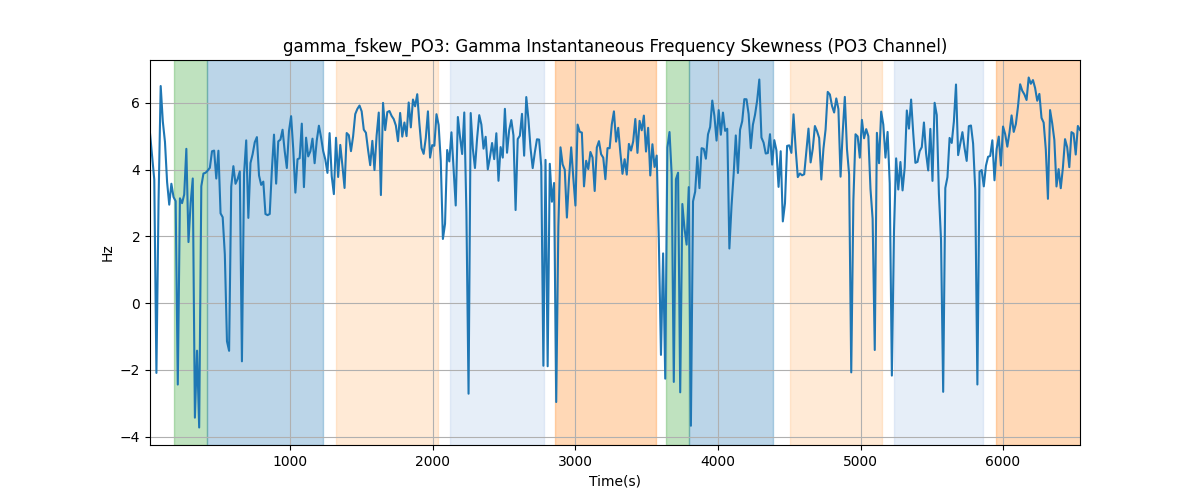 gamma_fskew_PO3: Gamma Instantaneous Frequency Skewness (PO3 Channel)
6
4
2
0
−2
−4
Hz
1000 2000 3000 4000 5000 6000
Time(s)